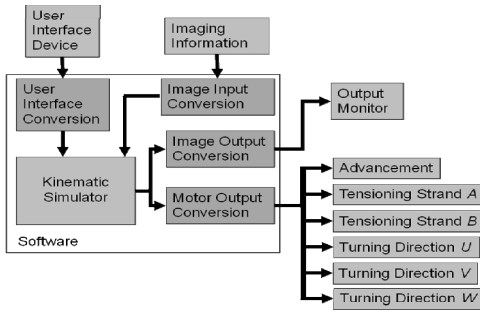 User
Interface
Device
Imaging
Information
User
Interface
Conversion
Image Input
Conversion
Output
Monitor
Image Output
Conversion
Kinematic
Simulator
Motor Output
Conversion
Software
Advancement
Tensioning Strand A
Tensioning Strand B
Turning Direction U
Turning Direction V
Turning Direction W